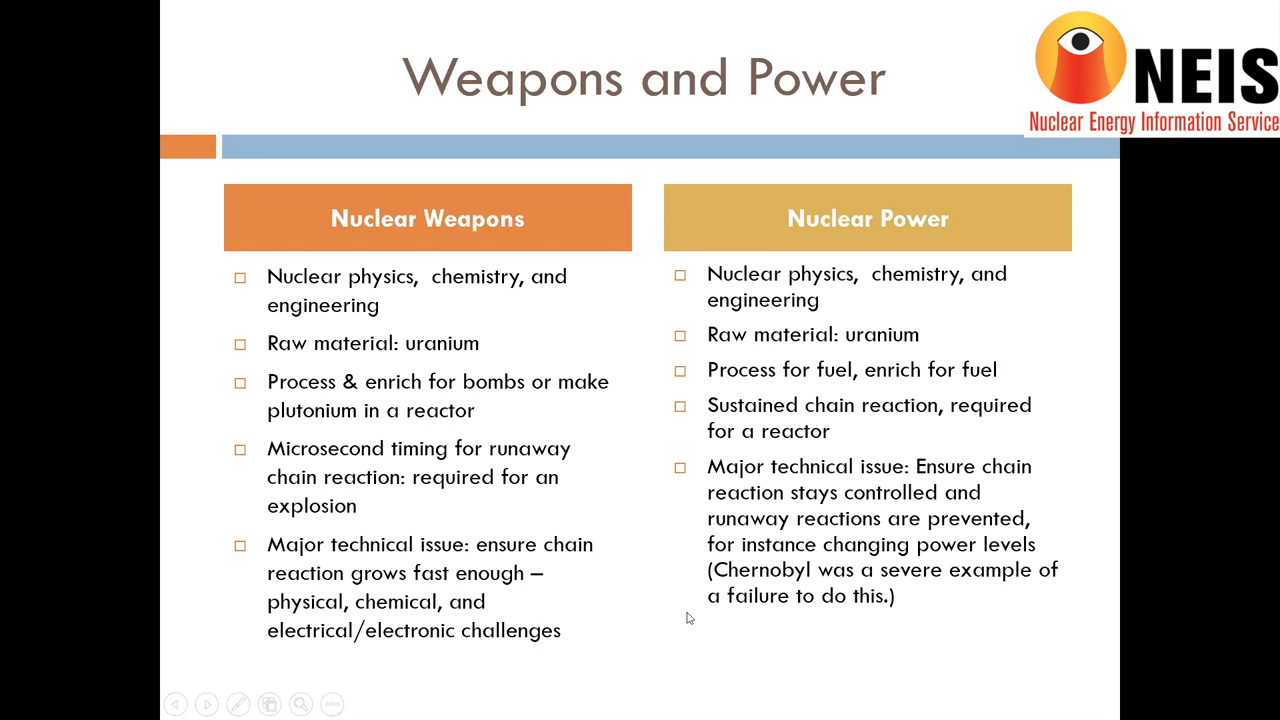 Weapons and Power
NEIS
Nuclear Energy Information Service
Nuclear Weapons
Nuclear physics,  chemistry, and
engineering
Raw material: uranium
Process & enrich for bombs or make
plutonium in a reactor
Microsecond timing for runaway
chain reaction: required for an
explosion
Major technical issue: ensure chain
reaction grows fast enough –
physical, chemical, and
electrical/electronic challenges
Nuclear Power
Nuclear physics,  chemistry, and
engineering
Raw material: uranium
Process for fuel, enrich for fuel
Sustained chain reaction, required
for a reactor
Major technical issue: Ensure chain
reaction stays controlled and
runaway reactions are prevented,
for instance changing power levels
(Chernobyl was a severe example of
a failure to do this.)